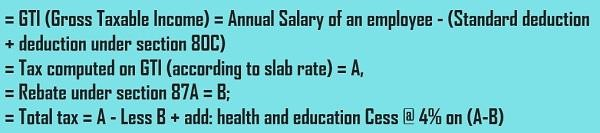 = GTI (Gross Taxable Income) = Annual Salary of an employee - (Standard deduction
+ deduction under section 80C)
= Tax computed on GTI (according to slab rate) = A,
= Rebate under section 87A = B;
= Total tax = A - Less B + add: health and education Cess @ 4% on (A-B)